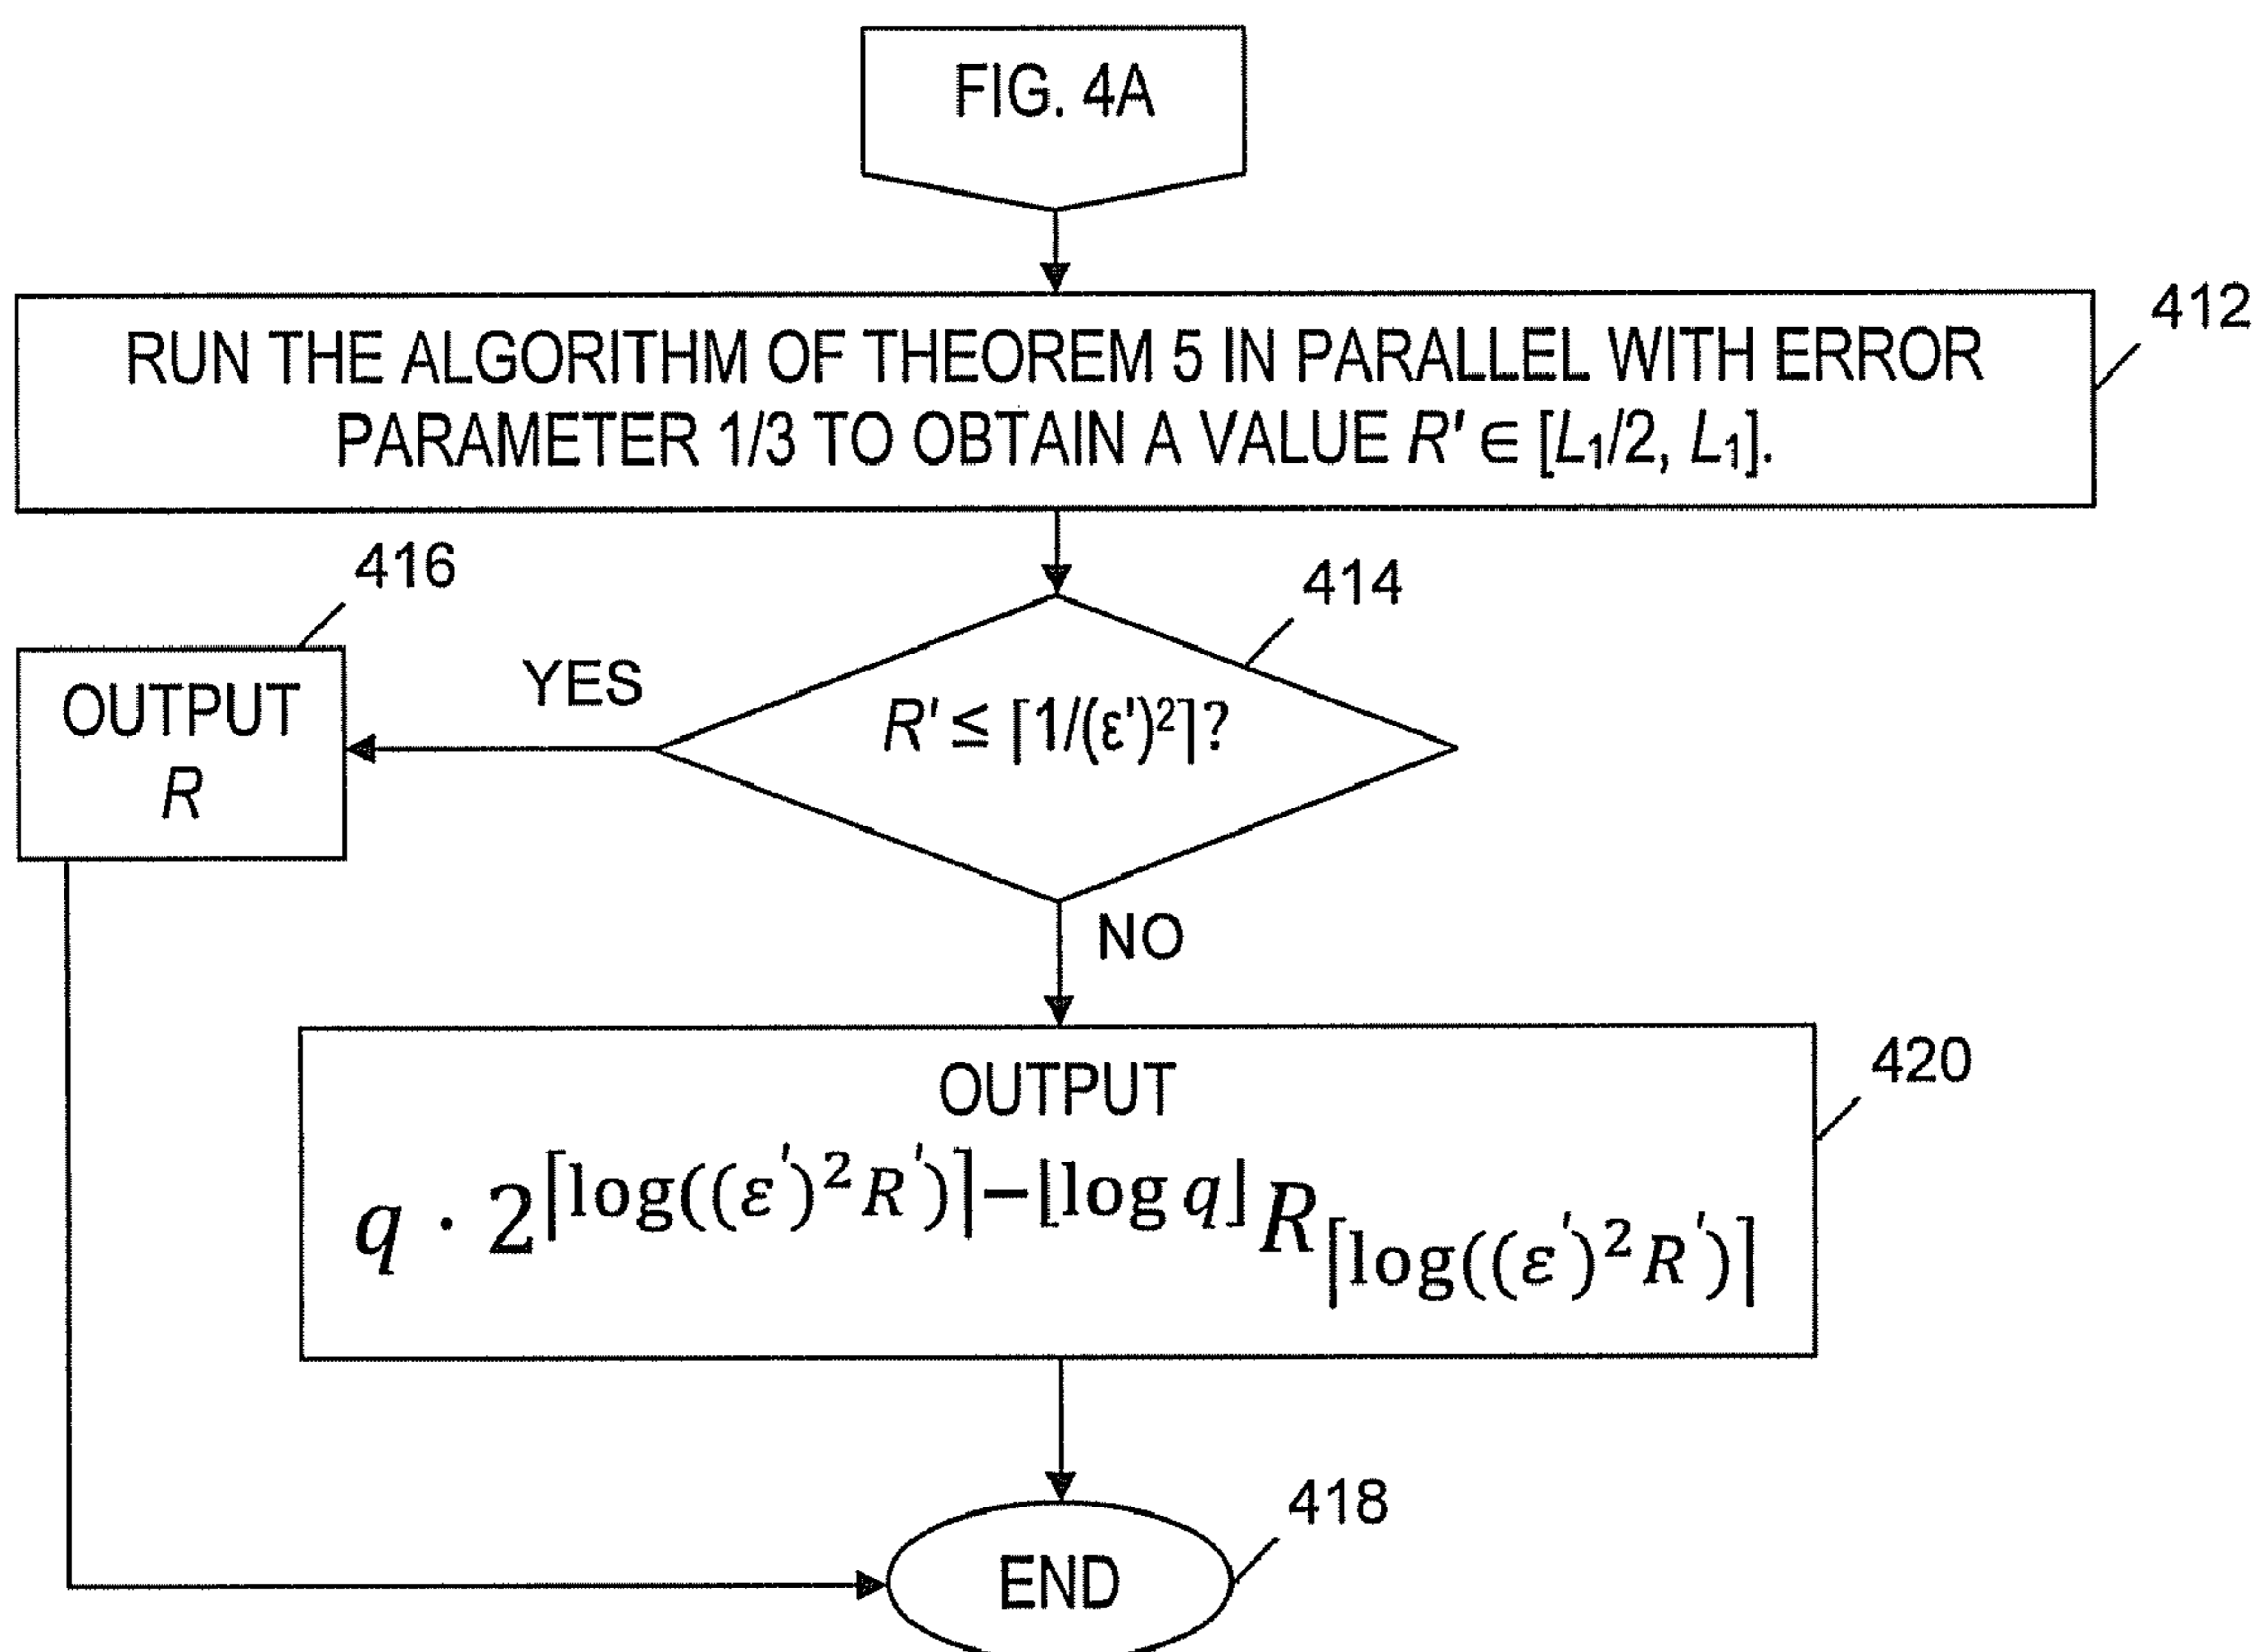 FIG. 4A
RUN THE ALGORITHM OF THEOREM 5 IN PARALLEL WITH ERROR
PARAMETER 1/3 TO OBTAIN A VALUE R' ∈ [L₁/2, L₁].
412
416
414
OUTPUT
R
YES
R' ≤ ⌈1/(ε')²⌉?
NO
OUTPUT
q · 2^{⌈log((ε')²R')⌉−⌊log q⌋} R_{⌈log((ε')²R')⌉}
420
END
418